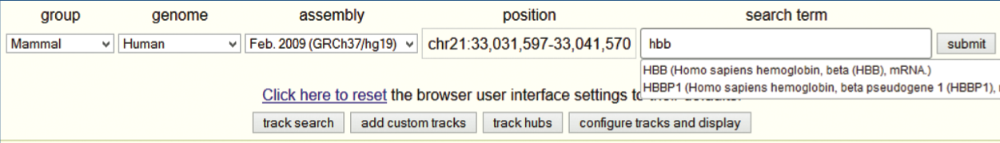 group genome assembly position search term
Mammal Human Feb. 2009 (GRCh37/hg19) chr21:33,031,597-33,041,570 hbb submit
HBB (Homo sapiens hemoglobin, beta (HBB), mRNA.)
HBBP1 (Homo sapiens hemoglobin, beta pseudogene 1 (HBBP1),
Click here to reset the browser user interface settings to
track search add custom tracks track hubs configure tracks and display